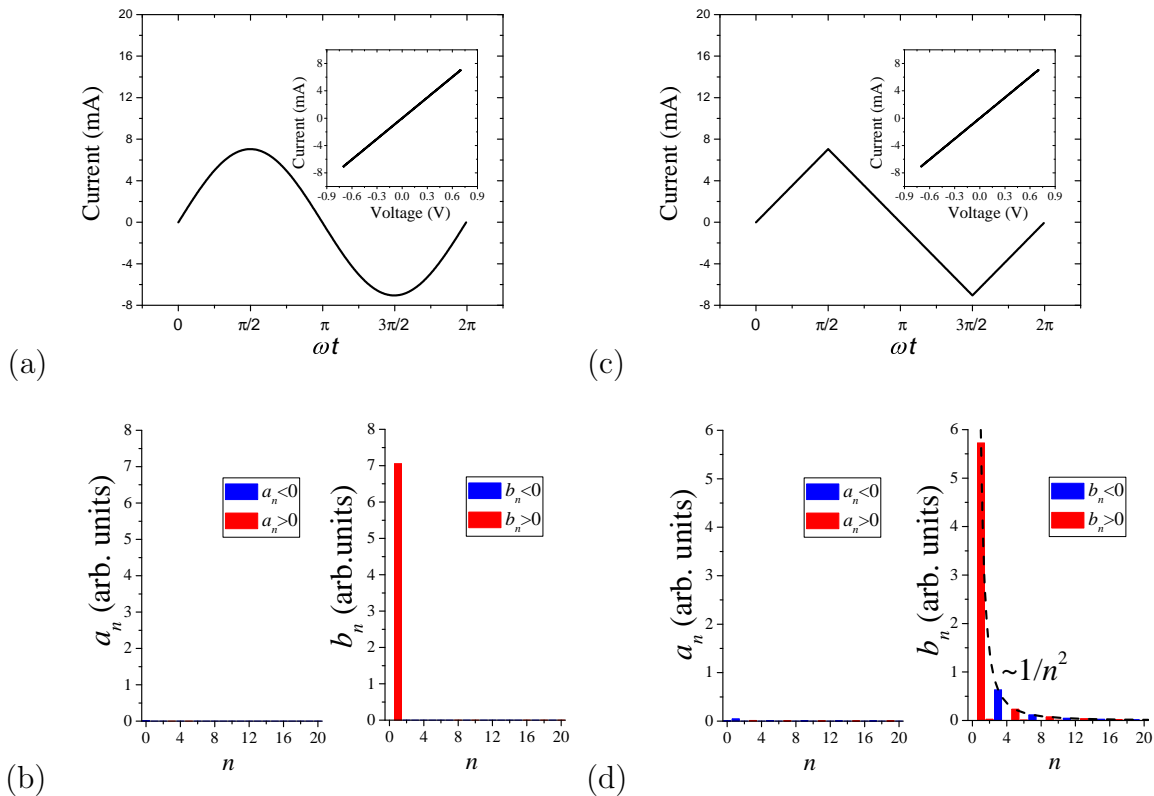 20
16
12
8
4
0
-4
-8
Current (mA)
0 π/2 π 3π/2 2π
ωt
8
4
0
-4
-8
Current (mA)
-0.9 -0.6 -0.3 0.0 0.3 0.6 0.9
Voltage (V)
(a)
20
16
12
8
4
0
-4
-8
Current (mA)
0 π/2 π 3π/2 2π
ωt
8
4
0
-4
-8
Current (mA)
-0.9 -0.6 -0.3 0.0 0.3 0.6 0.9
Voltage (V)
(c)
8
7
6
5
4
3
2
1
0
aₙ (arb. units)
aₙ<0
aₙ>0
0 4 8 12 16 20
n
8
7
6
5
4
3
2
1
0
bₙ (arb.units)
bₙ<0
bₙ>0
0 4 8 12 16 20
n
(b)
6
5
4
3
2
1
0
aₙ (arb. units)
aₙ<0
aₙ>0
0 4 8 12 16 20
n
6
5
4
3
2
1
0
bₙ (arb. units)
bₙ<0
bₙ>0
~1/n²
0 4 8 12 16 20
n
(d)